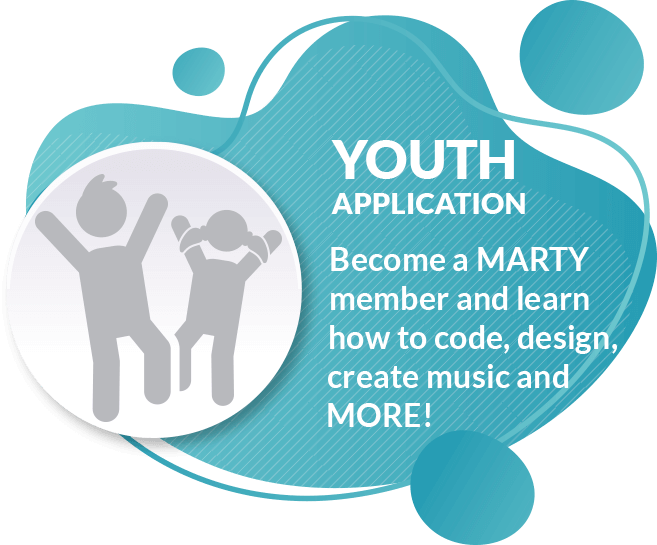 YOUTH
APPLICATION
Become a MARTY
member and learn
how to code, design,
create music and
MORE!